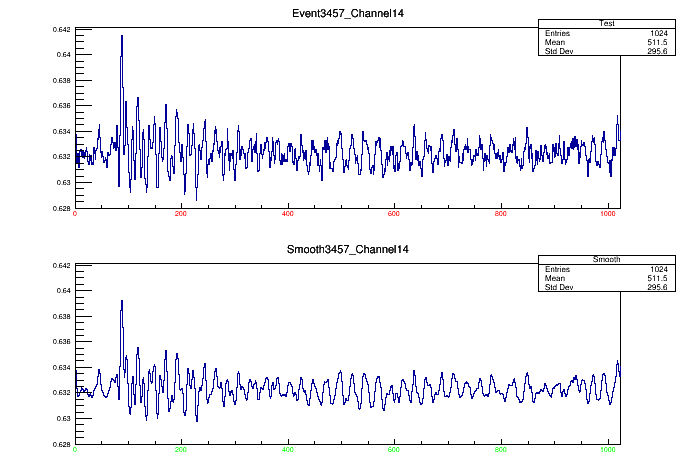 Event3457_Channel14
Test
Entries 1024
Mean 511.5
Std Dev 295.6
0.642
0.64
0.638
0.636
0.634
0.632
0.63
0.628
0 200 400 600 800 1000
Smooth3457_Channel14
Smooth
Entries 1024
Mean 511.5
Std Dev 295.6
0.642
0.64
0.638
0.636
0.634
0.632
0.63
0.628
0 200 400 600 800 1000